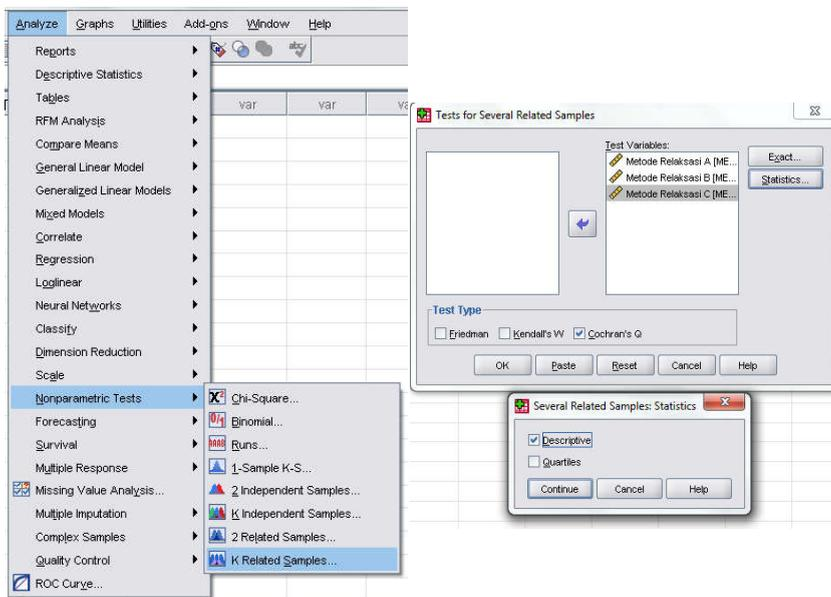 Analyze Graphs Utilities Add-ons Window Help
Reports
Descriptive Statistics
Tables
RFM Analysis
Compare Means
General Linear Model
Generalized Linear Models
Mixed Models
Correlate
Regression
Loglinear
Neural Networks
Classify
Dimension Reduction
Scale
Nonparametric Tests
Forecasting
Survival
Multiple Response
Missing Value Analysis...
Multiple Imputation
Complex Samples
Quality Control
ROC Curve...
var var
Chi-Square...
Binomial...
Runs...
1-Sample K-S...
2 Independent Samples...
K Independent Samples...
2 Related Samples...
K Related Samples...
Tests for Several Related Samples
Test Variables:
Metode Relaksasi A [ME...
Metode Relaksasi B [ME...
Metode Relaksasi C [ME...
Exact...
Statistics...
Test Type
Friedman Kendall's W Cochran's Q
OK Paste Reset Cancel Help
Several Related Samples: Statistics
Descriptive
Quartiles
Continue Cancel Help